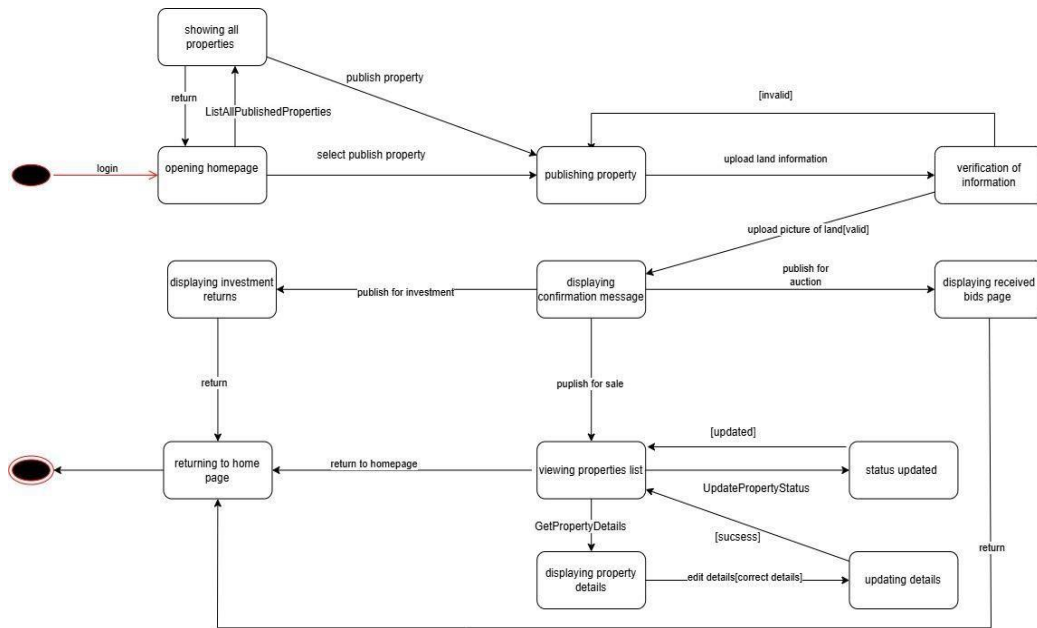 showing all
properties
publish property
[invalid]
return
ListAllPublishedProperties
login
opening homepage
select publish property
publishing property
upload land information
verification of
information
upload picture of land[valid]
displaying investment
returns
publish for investment
displaying
confirmation message
publish for
auction
displaying received
bids page
return
puplish for sale
[updated]
returning to home
page
return to homepage
viewing properties list
status updated
UpdatePropertyStatus
GetPropertyDetails
[sucsess]
return
displaying property
details
edit details[correct details]
updating details